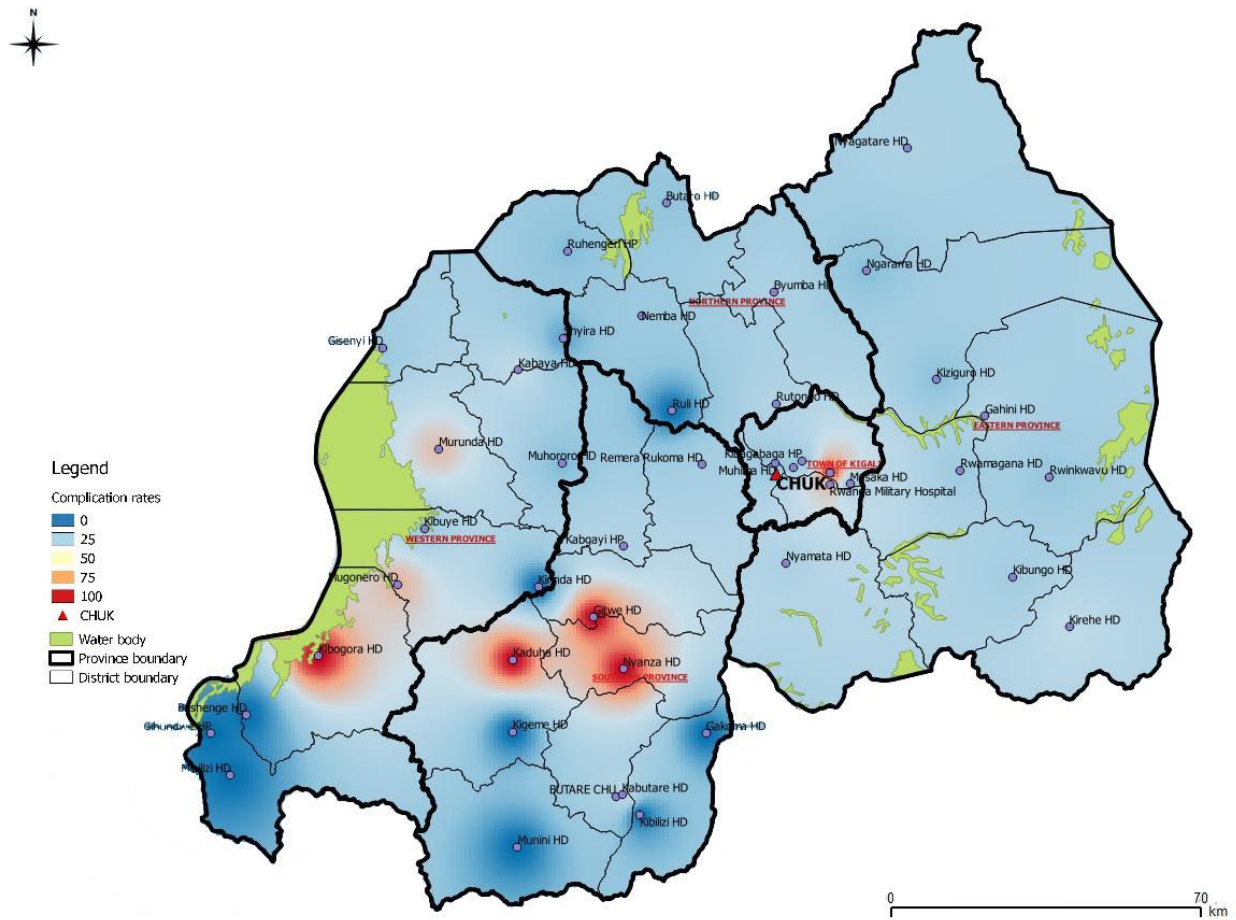 N
Nyagatare HD
Butaro HD
Ruhengeri HP
Ngarama HD
Byumba HD
NORTHERN PROVINCE
Nemba HD
Shyira HD
Gisenyi HD
Kabaya HD
Kiziguro HD
Ruli HD
Rutongo HD
Gahini HD
EASTERN PROVINCE
Murunda HD
Muhororo HD
Remera Rukoma HD
Kibagabaga HP
Muhima HD
TOWN OF KIGALI
Masaka HD
CHUK
Rwanda Military Hospital
Rwamagana HD
Rwinkwavu HD
Legend
Complication rates
0
25
50
75
100
CHUK
Water body
Province boundary
District boundary
Kibuye HD
WESTERN PROVINCE
Kabgayi HP
Nyamata HD
Kibungo HD
Mugonero HD
Kirinda HD
Gitwe HD
Kirehe HD
Kibogora HD
Kaduha HD
Nyanza HD
SOUTHERN PROVINCE
Bushenge HD
Gihundwe HP
Kigeme HD
Gakoma HD
Mibilizi HD
BUTARE CHU
Kabutare HD
Kibilizi HD
Munini HD
0
70
km